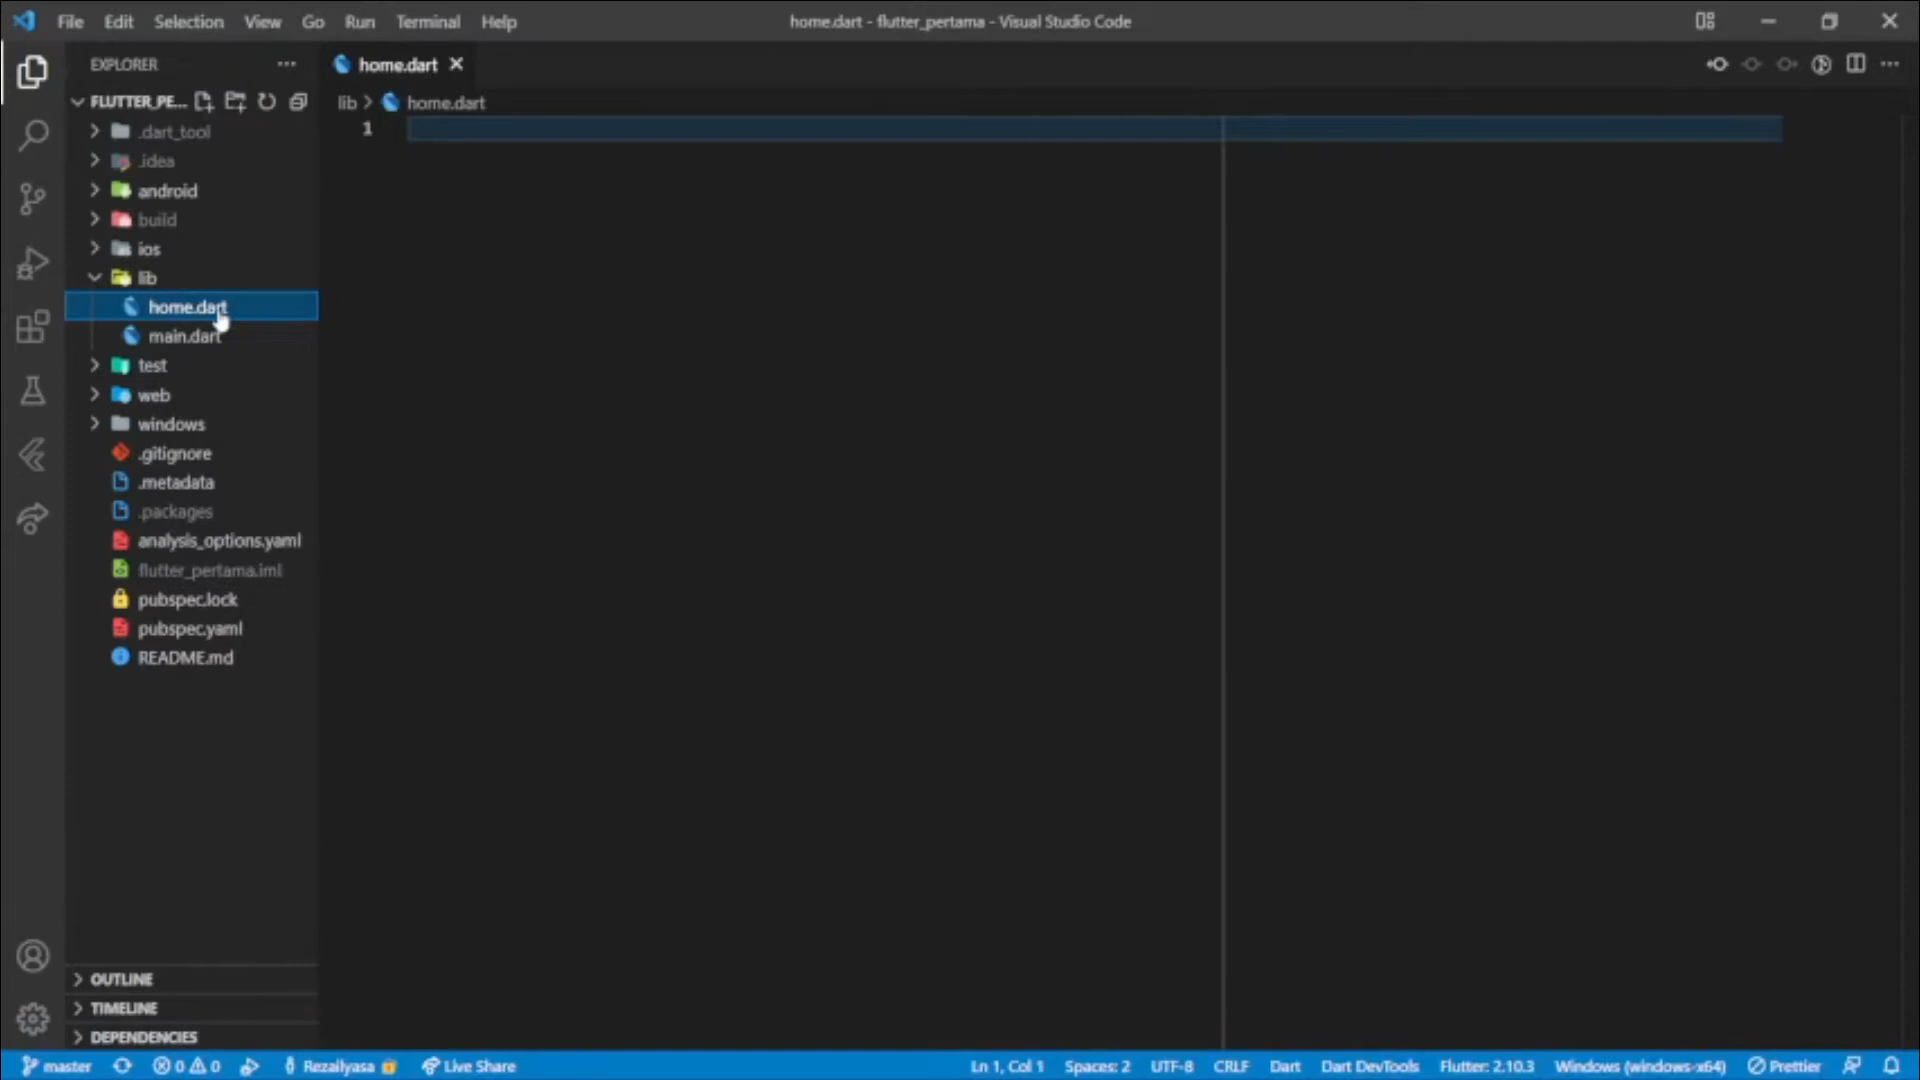 File Edit Selection View Go Run Terminal Help
home.dart - flutter_pertama - Visual Studio Code
EXPLORER
home.dart
FLUTTER_PE...
lib > home.dart
1
.dart_tool
.idea
android
build
ios
lib
home.dart
main.dart
test
web
windows
.gitignore
.metadata
.packages
analysis_options.yaml
flutter_pertama.iml
pubspec.lock
pubspec.yaml
README.md
OUTLINE
TIMELINE
DEPENDENCIES
master 0 0 Rezailyasa Live Share Ln 1, Col 1 Spaces: 2 UTF-8 CRLF Dart Dart DevTools Flutter: 2.10.3 Windows (windows-x64) Prettier